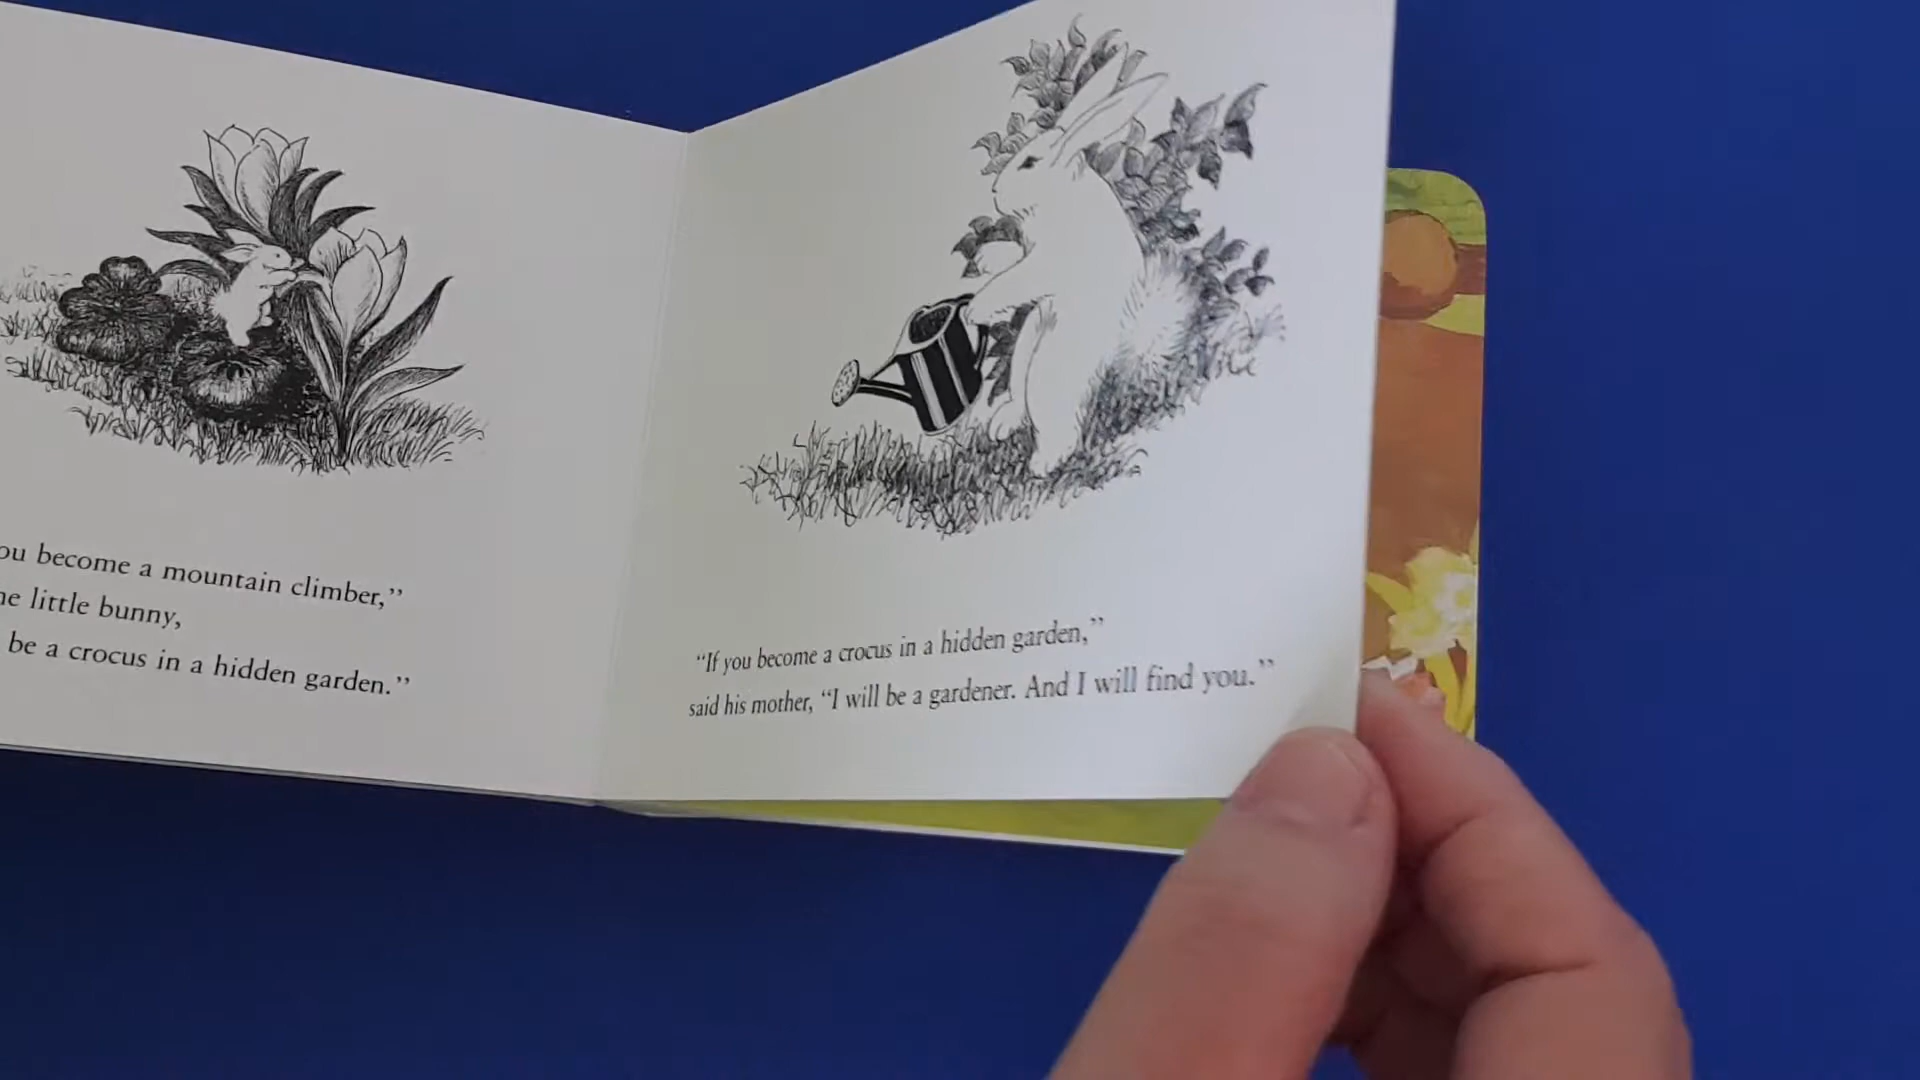 ou become a mountain climber,”
he little bunny,
be a crocus in a hidden garden.”
“If you become a crocus in a hidden garden,”
said his mother, “I will be a gardener. And I will find you.”